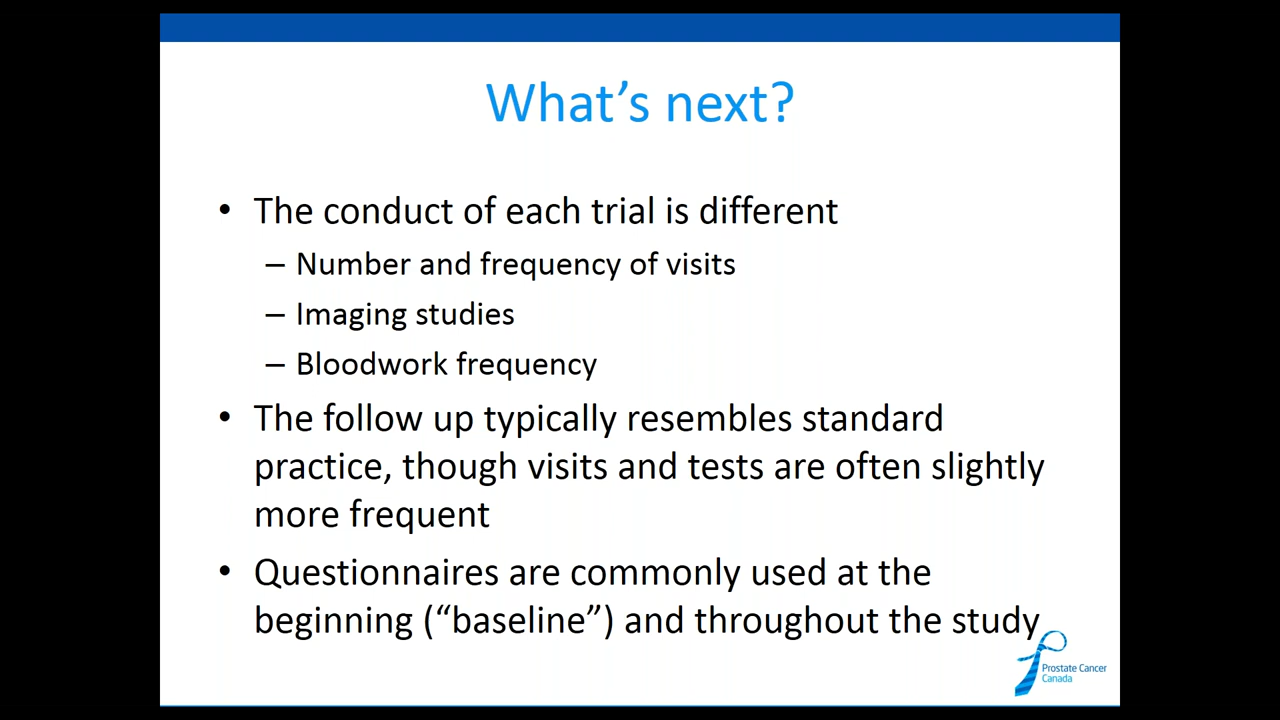 What’s next?
• The conduct of each trial is different
– Number and frequency of visits
– Imaging studies
– Bloodwork frequency
• The follow up typically resembles standard
practice, though visits and tests are often slightly
more frequent
• Questionnaires are commonly used at the
beginning (“baseline”) and throughout the study
Prostate Cancer
Canada